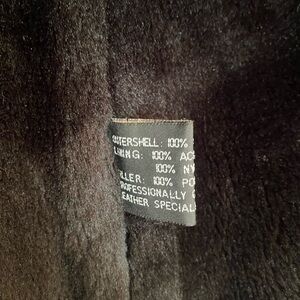 OUTERSHELL: 100%
LINING: 100% AC
100% NY
FILLER: 100% PO
PROFESSIONALLY
LEATHER SPECIAL